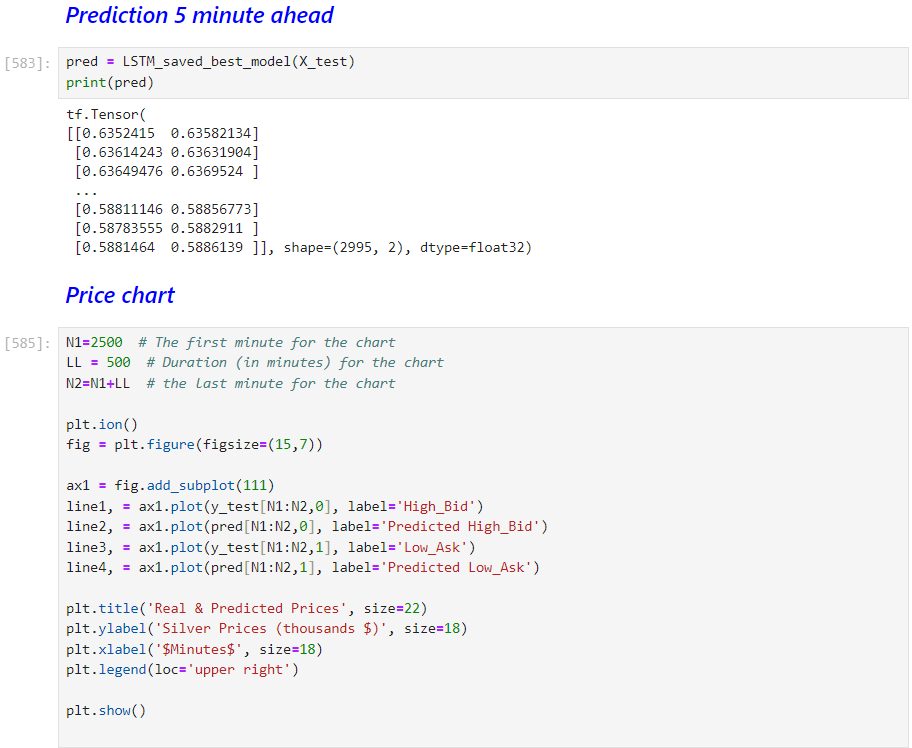 Prediction 5 minute ahead
[583]: pred = LSTM_saved_best_model(X_test)
print(pred)
tf.Tensor(
[[0.6352415  0.63582134]
 [0.63614243 0.63631904]
 [0.63649476 0.6369524 ]
 ...
 [0.58811146 0.58856773]
 [0.58783555 0.5882911 ]
 [0.5881464  0.5886139 ]], shape=(2995, 2), dtype=float32)
Price chart
[585]: N1=2500  # The first minute for the chart
LL = 500  # Duration (in minutes) for the chart
N2=N1+LL  # the last minute for the chart
plt.ion()
fig = plt.figure(figsize=(15,7))
ax1 = fig.add_subplot(111)
line1, = ax1.plot(y_test[N1:N2,0], label='High_Bid')
line2, = ax1.plot(pred[N1:N2,0], label='Predicted High_Bid')
line3, = ax1.plot(y_test[N1:N2,1], label='Low_Ask')
line4, = ax1.plot(pred[N1:N2,1], label='Predicted Low_Ask')
plt.title('Real & Predicted Prices', size=22)
plt.ylabel('Silver Prices (thousands $)', size=18)
plt.xlabel('$Minutes$', size=18)
plt.legend(loc='upper right')
plt.show()